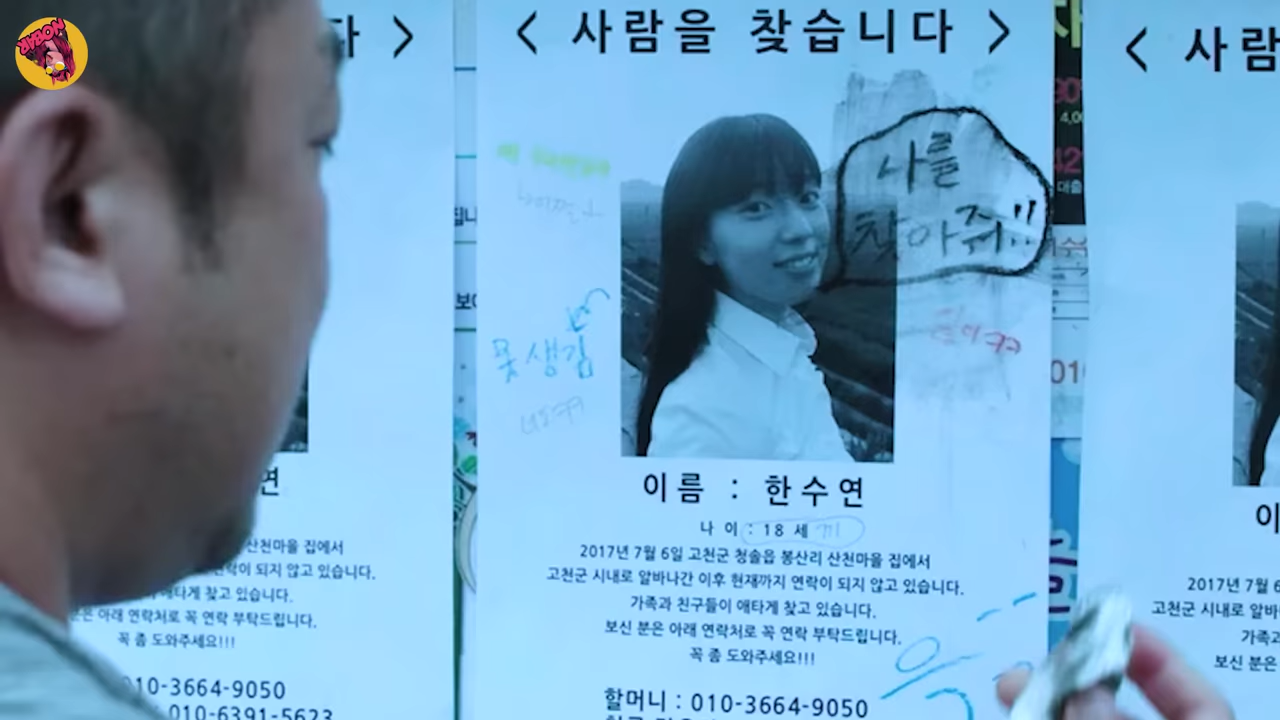 < 사람을 찾습니다 >
나를
찾아줘!!
못생김
이름 : 한수연
나이 : 18 세
2017년 7월 6일 고천군 청솔읍 봉산리 산천마을 집에서
고천군 시내로 알바나간 이후 현재까지 연락이 되지 않고 있습니다.
가족과 친구들이 애타게 찾고 있습니다.
보신 분은 아래 연락처로 꼭 연락 부탁드립니다.
꼭 좀 도와주세요!!!
할머니 : 010-3664-9050
다 >
연
산천마을 집에서
되지 않고 있습니다.
찾고 있습니다.
아래 연락처로 꼭 연락 부탁드립니다.
꼭 좀 도와주세요!!!
010-3664-9050
010-6391-5623
< 사람
이
2017년 7월 6
고천군 시내로 알바
가족과
보신 분은